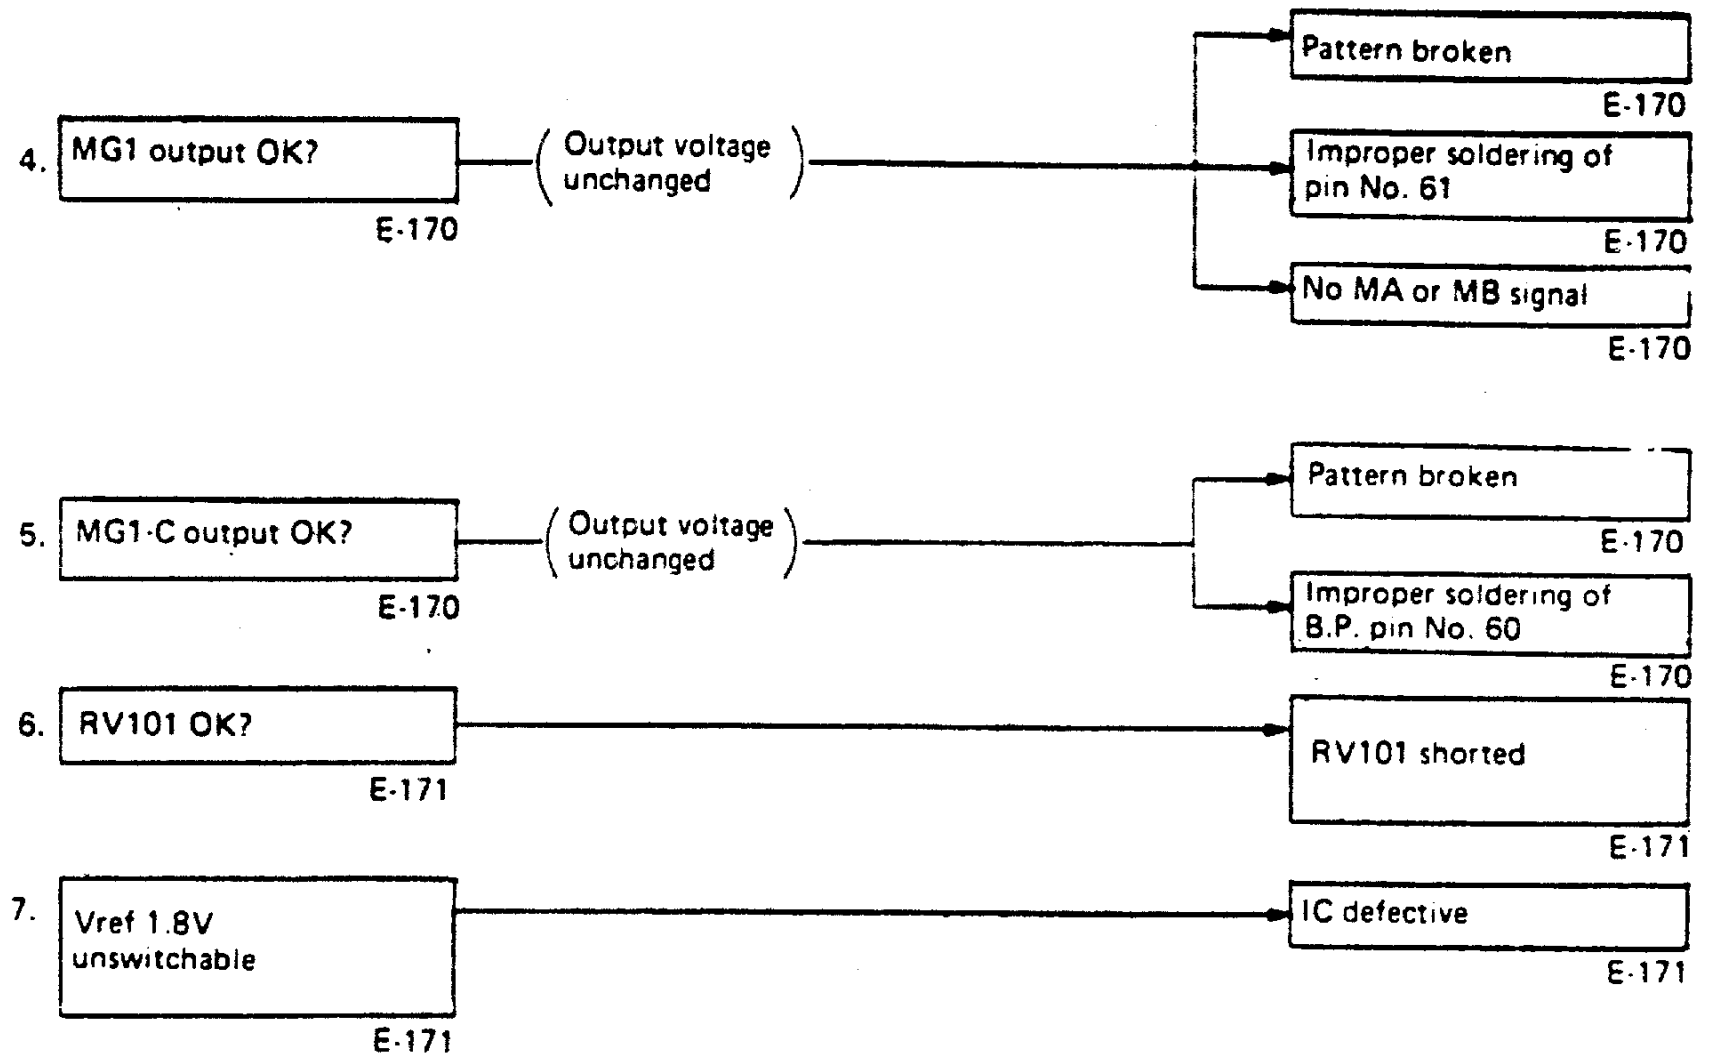 Pattern broken
E-170
4.
MG1 output OK?
E-170
(Output voltage
unchanged)
Improper soldering of
pin No. 61
E-170
No MA or MB signal
E-170
5.
MG1-C output OK?
E-170
(Output voltage
unchanged)
Pattern broken
E-170
Improper soldering of
B.P. pin No. 60
E-170
6.
RV101 OK?
E-171
RV101 shorted
E-171
7.
Vref 1.8V
unswitchable
E-171
IC defective
E-171